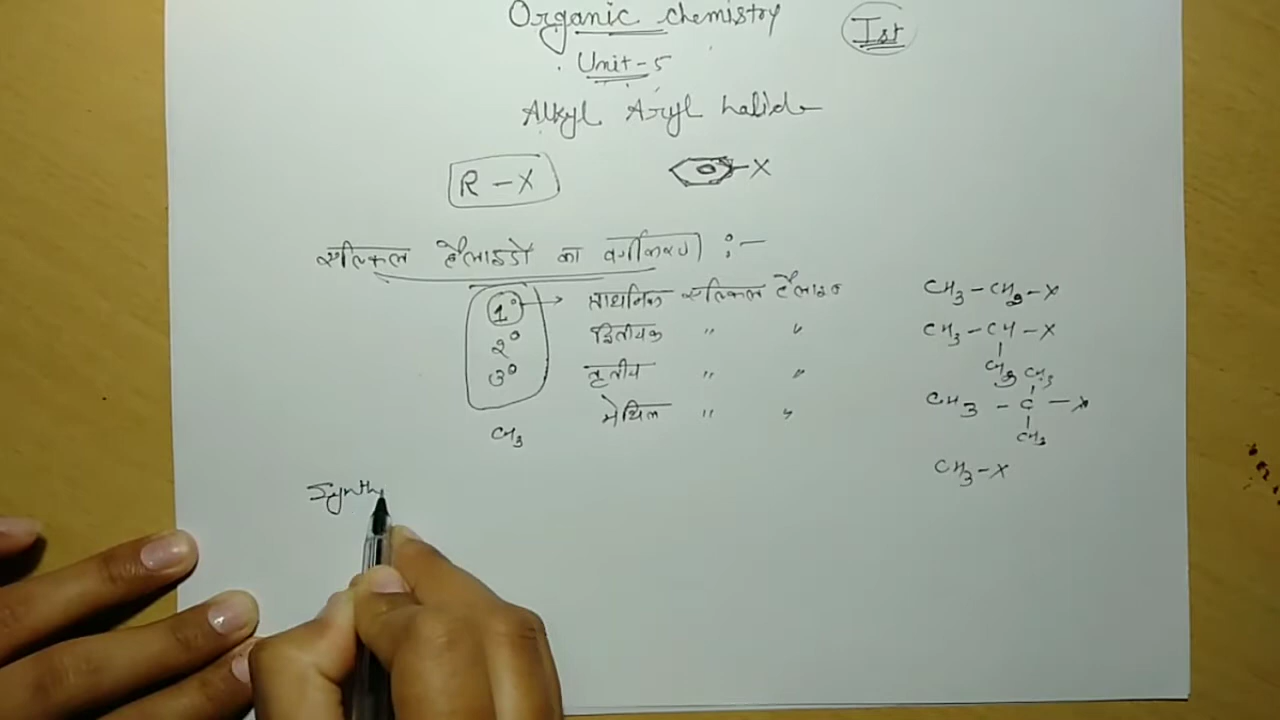 Organic chemistry Ist
Unit-5
Alkyl Aryl halide
R-X -X
एल्किल हैलाइडो का वर्गीकरण :-
1° → प्राथमिक एल्किल हैलाइड CH3-CH2-X
2° द्वितीयक " " CH3-CH-X
CH3 CH3
3° तृतीय " " CH3-C-X
CH3
मेथिल " "
CH3 CH3-X
Synth